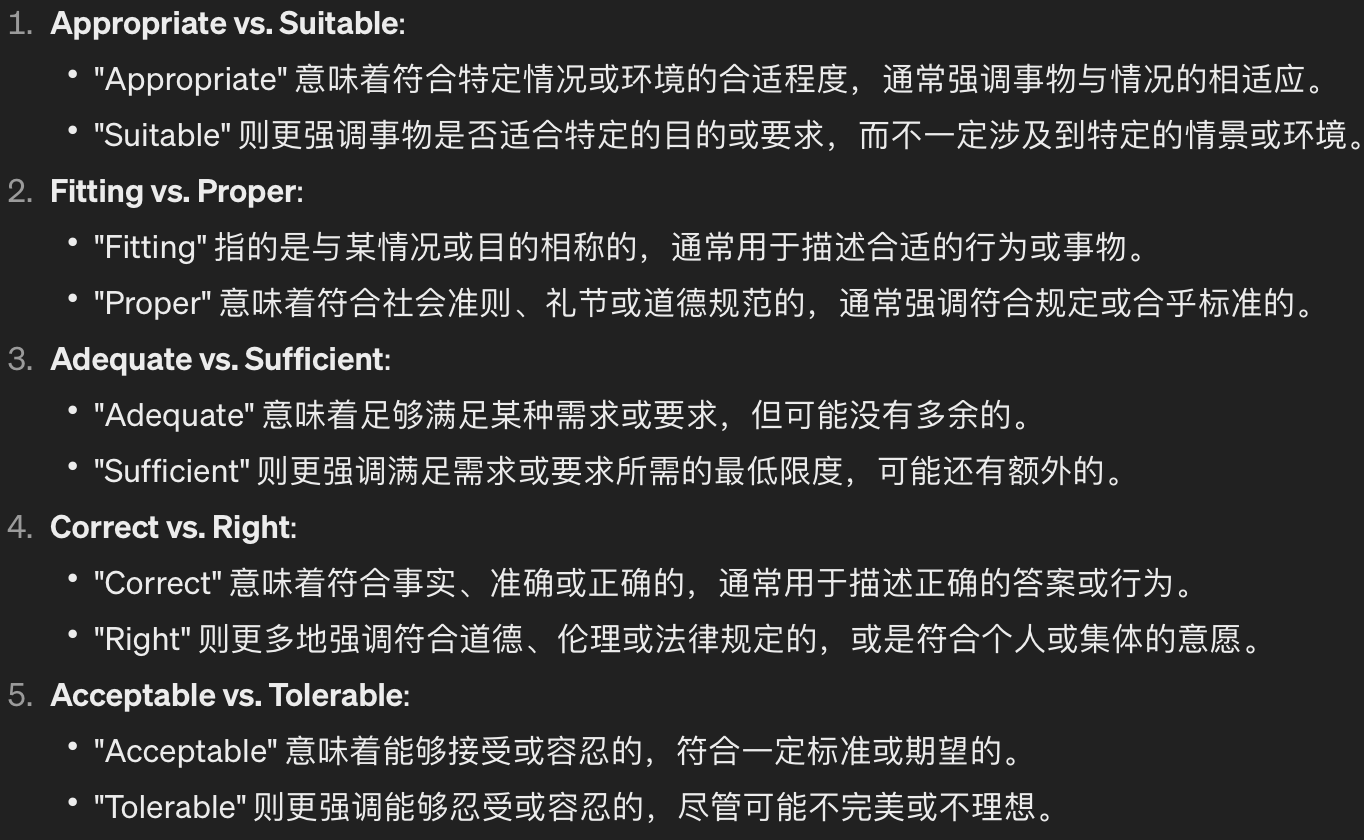 1. Appropriate vs. Suitable:
• "Appropriate" 意味着符合特定情况或环境的合适程度，通常强调事物与情况的相适应。
• "Suitable" 则更强调事物是否适合特定的目的或要求，而不一定涉及到特定的情景或环境。
2. Fitting vs. Proper:
• "Fitting" 指的是与某情况或目的相称的，通常用于描述合适的行为或事物。
• "Proper" 意味着符合社会准则、礼节或道德规范的，通常强调符合规定或合乎标准的。
3. Adequate vs. Sufficient:
• "Adequate" 意味着足够满足某种需求或要求，但可能没有多余的。
• "Sufficient" 则更强调满足需求或要求所需的最低限度，可能还有额外的。
4. Correct vs. Right:
• "Correct" 意味着符合事实、准确或正确的，通常用于描述正确的答案或行为。
• "Right" 则更多地强调符合道德、伦理或法律规定的，或是符合个人或集体的意愿。
5. Acceptable vs. Tolerable:
• "Acceptable" 意味着能够接受或容忍的，符合一定标准或期望的。
• "Tolerable" 则更强调能够忍受或容忍的，尽管可能不完美或不理想。